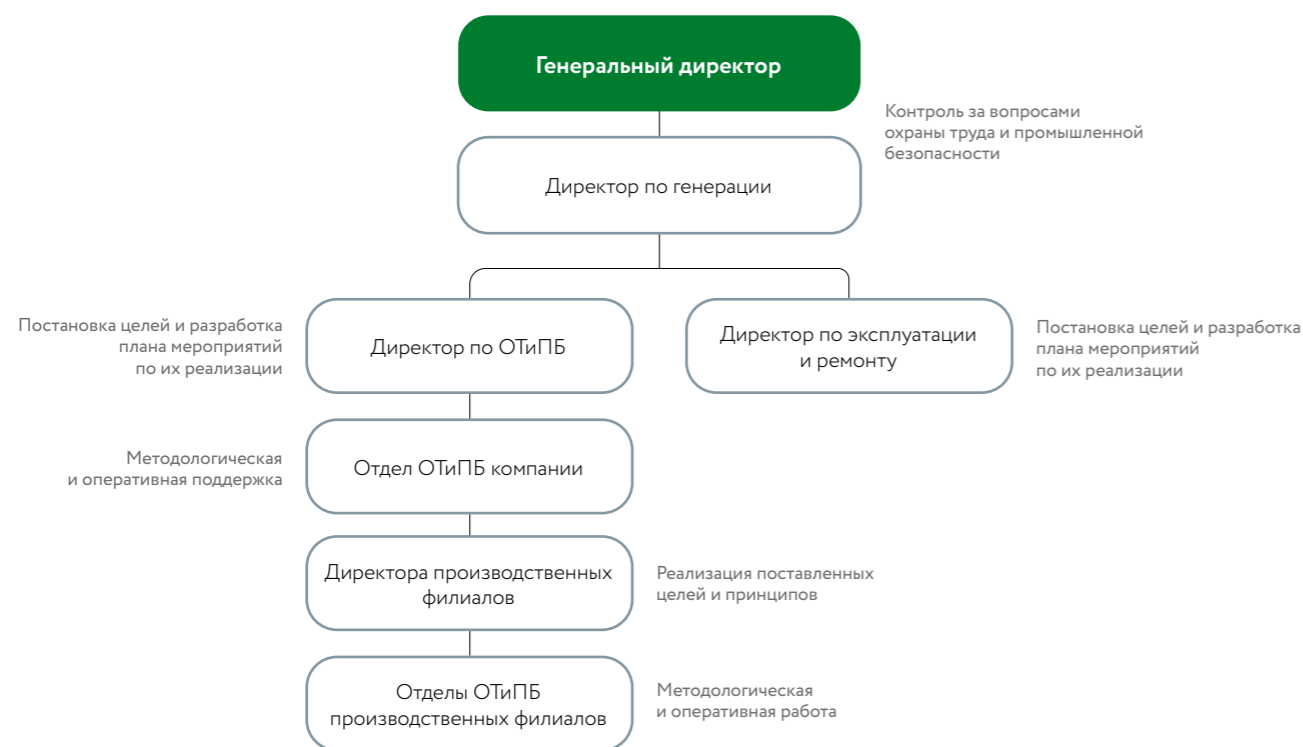 Генеральный директор
Контроль за вопросами
охраны труда и промышленной
безопасности
Директор по генерации
Постановка целей и разработка
плана мероприятий
по их реализации
Директор по ОТиПБ
Директор по эксплуатации
и ремонту
Постановка целей и разработка
плана мероприятий
по их реализации
Методологическая
и оперативная поддержка
Отдел ОТиПБ компании
Директора производственных
филиалов
Реализация поставленных
целей и принципов
Отделы ОТиПБ
производственных филиалов
Методологическая
и оперативная работа